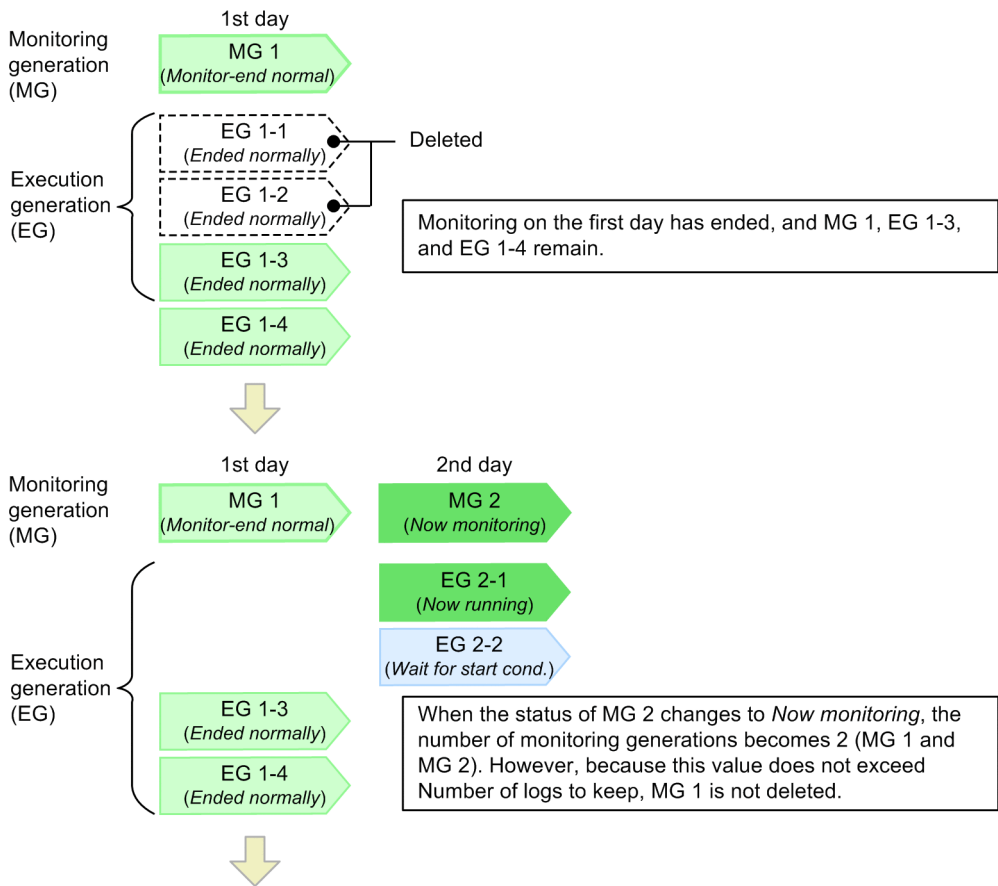 1st day
Monitoring
generation
(MG)
MG 1
(Monitor-end normal)
EG 1-1
(Ended normally)
Deleted
Execution
generation
(EG)
EG 1-2
(Ended normally)
Monitoring on the first day has ended, and MG 1, EG 1-3,
and EG 1-4 remain.
EG 1-3
(Ended normally)
EG 1-4
(Ended normally)
1st day
2nd day
Monitoring
generation
(MG)
MG 1
(Monitor-end normal)
MG 2
(Now monitoring)
EG 2-1
(Now running)
EG 2-2
(Wait for start cond.)
Execution
generation
(EG)
EG 1-3
(Ended normally)
EG 1-4
(Ended normally)
When the status of MG 2 changes to Now monitoring, the
number of monitoring generations becomes 2 (MG 1 and
MG 2). However, because this value does not exceed
Number of logs to keep, MG 1 is not deleted.